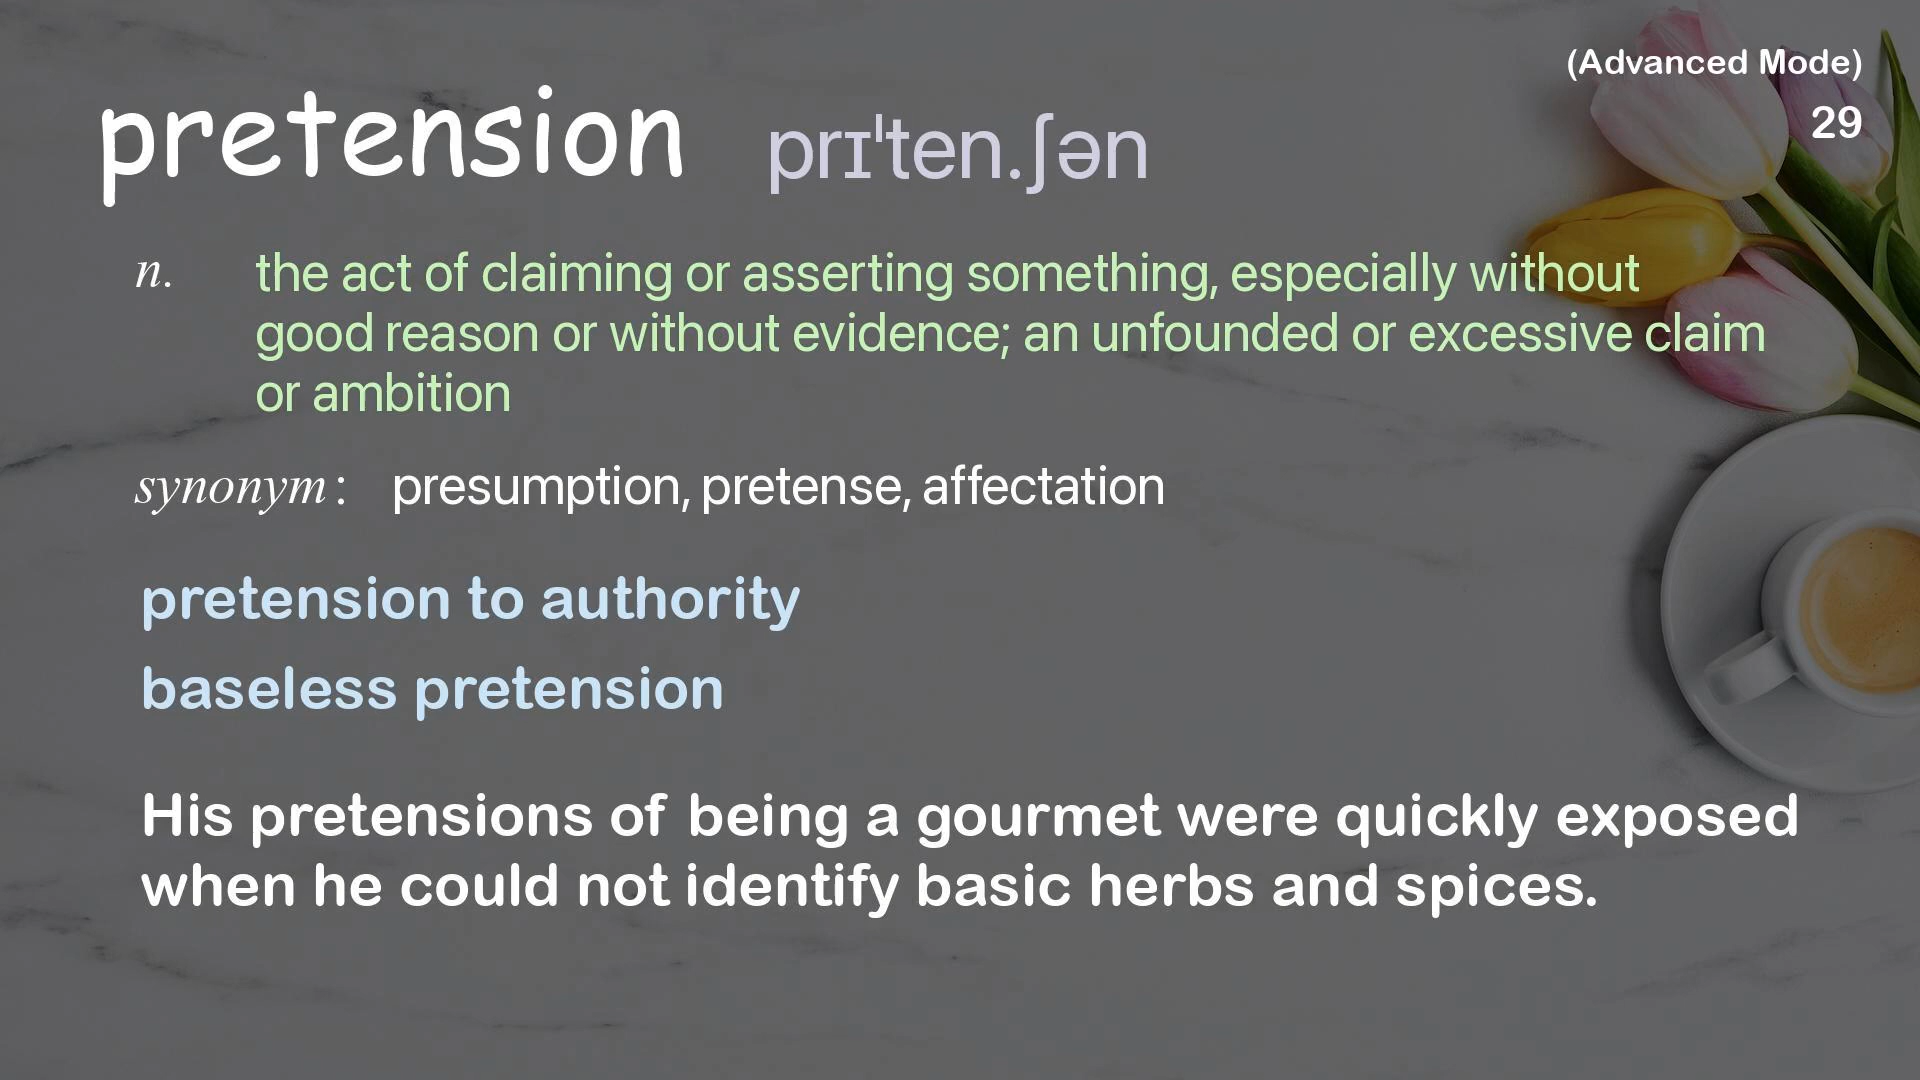 (Advanced Mode)
pretension prɪˈten.ʃən
29
n. the act of claiming or asserting something, especially without
good reason or without evidence; an unfounded or excessive claim
or ambition
synonym: presumption, pretense, affectation
pretension to authority
baseless pretension
His pretensions of being a gourmet were quickly exposed
when he could not identify basic herbs and spices.